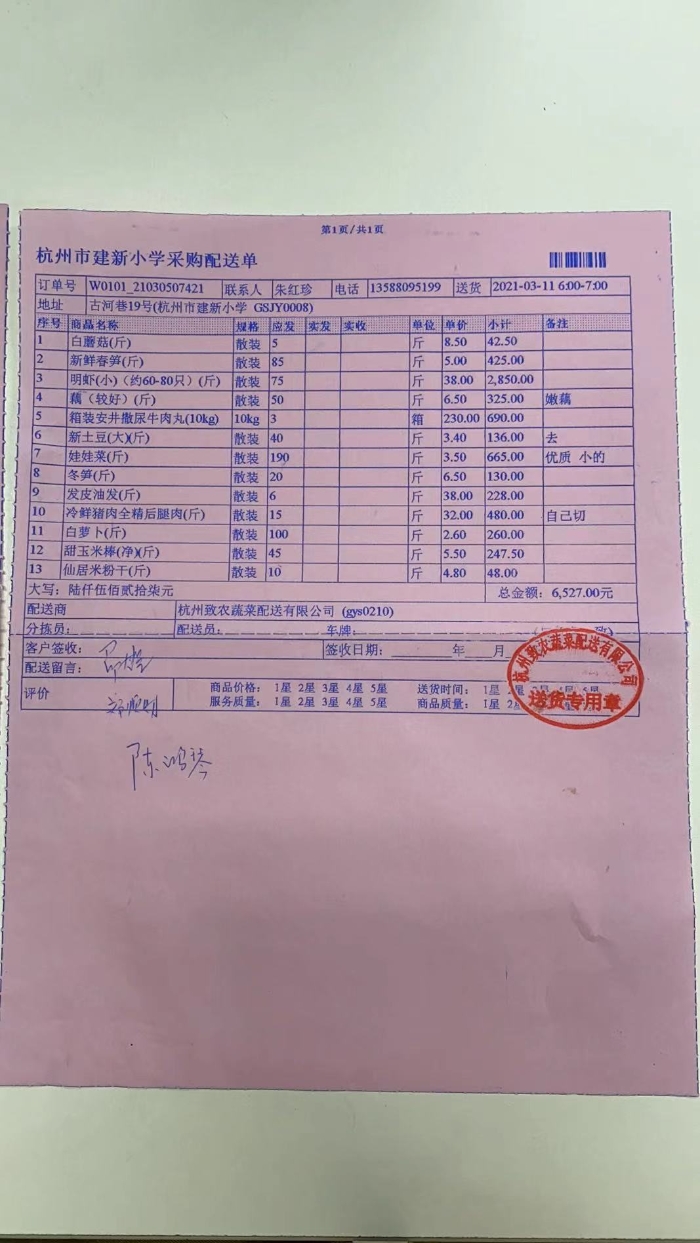 第1页/共1页
杭州市建新小学采购配送单
订单号 W0101_21030507421 联系人 朱红珍 电话 13588095199 送货 2021-03-11 6:00-7:00
地址 古河巷19号(杭州市建新小学 GSJY0008)
序号 商品名称 规格 应发 实发 实收 单位 单价 小计 备注
1 白蘑菇(斤) 散装 5 斤 8.50 42.50
2 新鲜春笋(斤) 散装 85 斤 5.00 425.00
3 明虾(小)（约60-80只）(斤) 散装 75 斤 38.00 2,850.00
4 藕（较好）(斤) 散装 50 斤 6.50 325.00 嫩藕
5 箱装安井撒尿牛肉丸(10kg) 10kg 3 箱 230.00 690.00
6 新土豆(大)(斤) 散装 40 斤 3.40 136.00 去
7 娃娃菜(斤) 散装 190 斤 3.50 665.00 优质 小的
8 冬笋(斤) 散装 20 斤 6.50 130.00
9 发皮油发(斤) 散装 6 斤 38.00 228.00
10 冷鲜猪肉全精后腿肉(斤) 散装 15 斤 32.00 480.00 自己切
11 白萝卜(斤) 散装 100 斤 2.60 260.00
12 甜玉米棒(净)(斤) 散装 45 斤 5.50 247.50
13 仙居米粉干(斤) 散装 10 斤 4.80 48.00
大写：陆仟伍佰贰拾柒元 总金额：6,527.00元
配送商 杭州致农蔬菜配送有限公司 (gys0210)
分拣员： 配送员： 车牌：
客户签收： 签收日期： 年 月
配送留言：
评价 商品价格： 1星 2星 3星 4星 5星 送货时间： 1星
服务质量： 1星 2星 3星 4星 5星 商品质量： 1星
杭州致农蔬菜配送有限公司
送货专用章
陈鸿琴